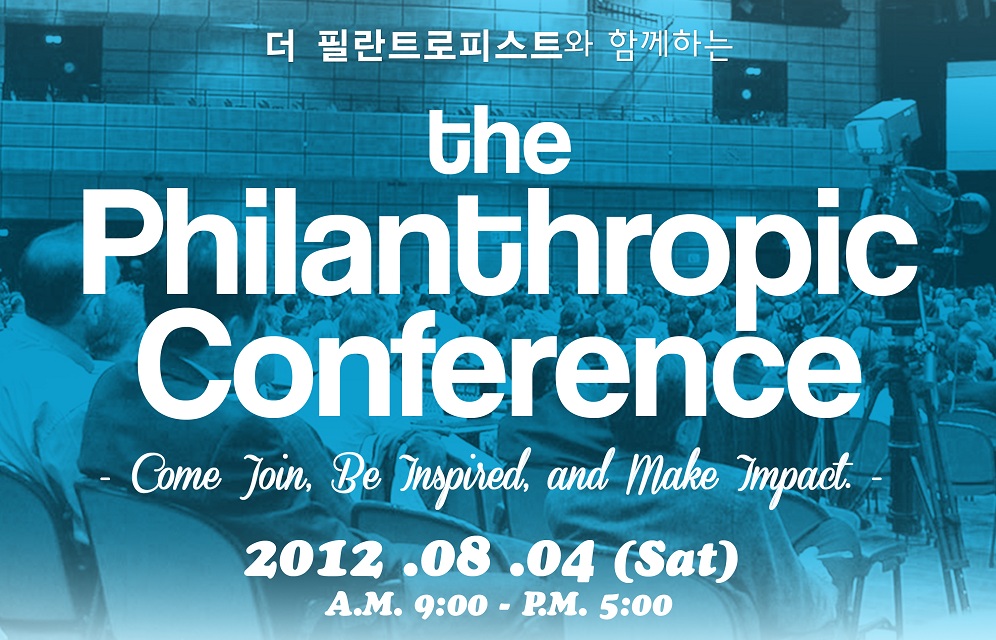 더 필란트로피스트와 함께하는
the
Philanthropic
Conference
- Come Join, Be Inspired, and Make Impact. -
2012 .08 .04 (Sat)
A.M. 9:00 - P.M. 5:00